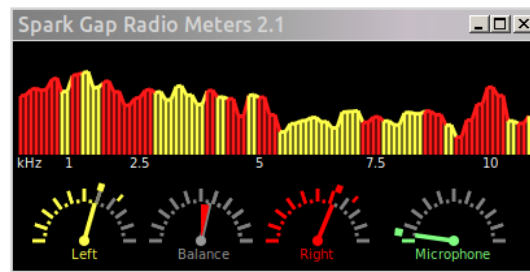 Spark Gap Radio Meters 2.1
kHz 1 2.5 5 7.5 10
Left Balance Right Microphone